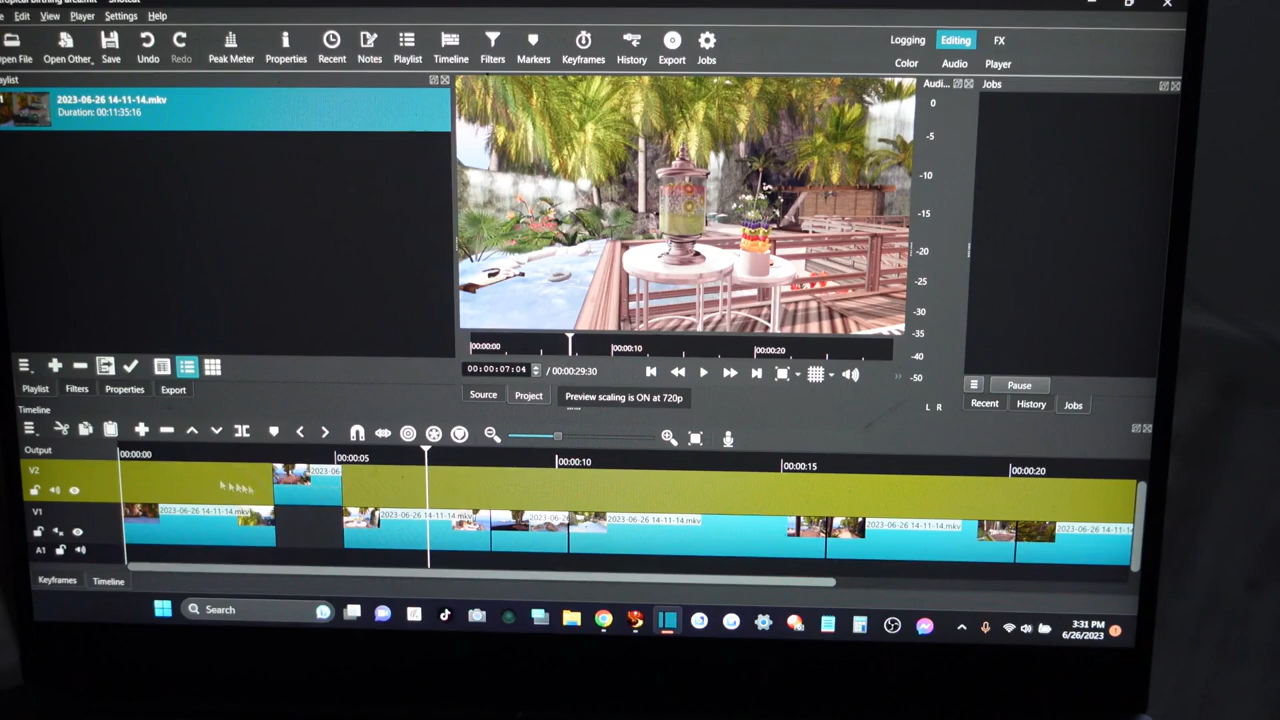 tropical birthing area.mlt - Shotcut
Edit View Player Settings Help
Open File Open Other... Save Undo Redo Peak Meter Properties Recent Notes Playlist Timeline Filters Markers Keyframes History Export Jobs
Logging Editing FX
Color Audio Player
2023-06-26 14-11-14.mkv
Duration: 00:11:35:16
Audi...
Jobs
0
-5
-10
-15
-20
-25
-30
-35
-40
-50
L R
00:00:00 00:00:10 00:00:20
00:00:07:04 / 00:00:29:30
Source Project Preview scaling is ON at 720p
Pause
Recent History Jobs
Playlist Filters Properties Export
Timeline
Output
00:00:00 00:00:05 00:00:10 00:00:15 00:00:20
V2
2023-06
V1
2023-06-26 14-11-14.mkv 2023-06-26 14-11-14.mkv 2023-06-26 14-11-14.mkv 2023-06-26 14-11-14.mkv
A1
Keyframes Timeline
Search
3:31 PM
6/26/2023